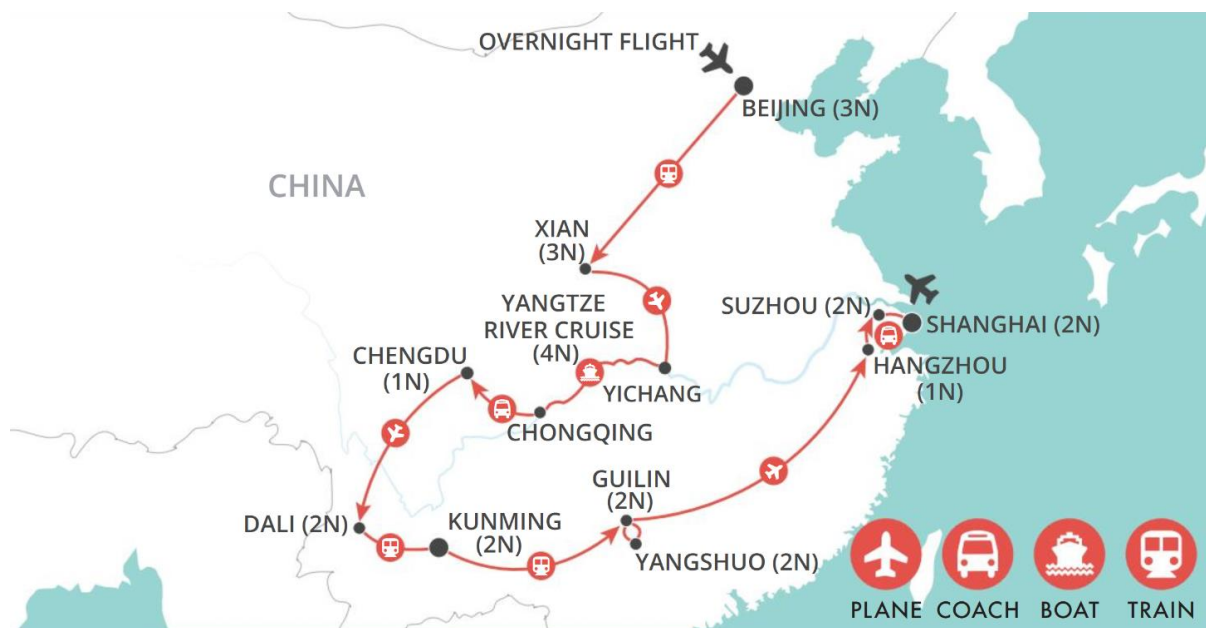 OVERNIGHT FLIGHT
BEIJING (3N)
CHINA
XIAN
(3N)
YANGTZE
RIVER CRUISE
(4N)
SUZHOU (2N)
SHANGHAI (2N)
HANGZHOU
(1N)
CHENGDU
(1N)
YICHANG
CHONGQING
GUILIN
(2N)
DALI (2N)
KUNMING
(2N)
YANGSHUO (2N)
PLANE
COACH
BOAT
TRAIN